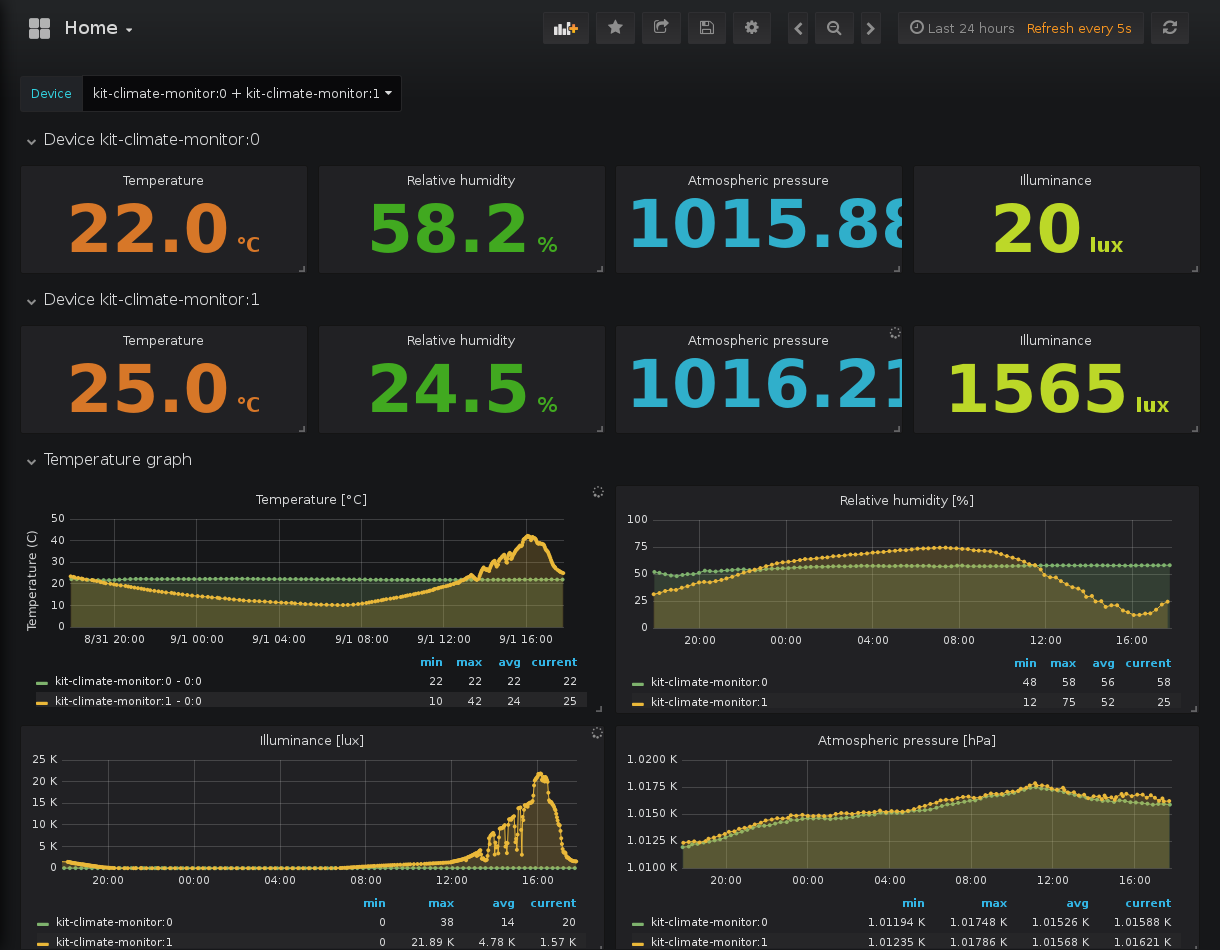 Home
Last 24 hours Refresh every 5s
Device kit-climate-monitor:0 + kit-climate-monitor:1
Device kit-climate-monitor:0
Temperature Relative humidity Atmospheric pressure Illuminance
22.0 °C 58.2 % 1015.88 20 lux
Device kit-climate-monitor:1
Temperature Relative humidity Atmospheric pressure Illuminance
25.0 °C 24.5 % 1016.21 1565 lux
Temperature graph
Temperature [°C]
Temperature (C)
50
40
30
20
10
0
8/31 20:00 9/1 00:00 9/1 04:00 9/1 08:00 9/1 12:00 9/1 16:00
min max avg current
kit-climate-monitor:0 - 0:0 22 22 22 22
kit-climate-monitor:1 - 0:0 10 42 24 25
Relative humidity [%]
100
75
50
25
0
20:00 00:00 04:00 08:00 12:00 16:00
min max avg current
kit-climate-monitor:0 48 58 56 58
kit-climate-monitor:1 12 75 52 25
Illuminance [lux]
25 K
20 K
15 K
10 K
5 K
0
20:00 00:00 04:00 08:00 12:00 16:00
min max avg current
kit-climate-monitor:0 0 38 14 20
kit-climate-monitor:1 0 21.89 K 4.78 K 1.57 K
Atmospheric pressure [hPa]
1.0200 K
1.0175 K
1.0150 K
1.0125 K
1.0100 K
20:00 00:00 04:00 08:00 12:00 16:00
min max avg current
kit-climate-monitor:0 1.01194 K 1.01748 K 1.01526 K 1.01588 K
kit-climate-monitor:1 1.01235 K 1.01786 K 1.01568 K 1.01621 K